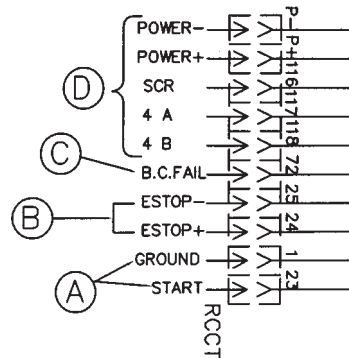 POWER- P-
POWER+ P+
SCR 116
4 A 117
4 B 118
B.C.FAIL 72
ESTOP- 25
ESTOP+ 24
GROUND 1
START 23
D
C
B
A
RCCT